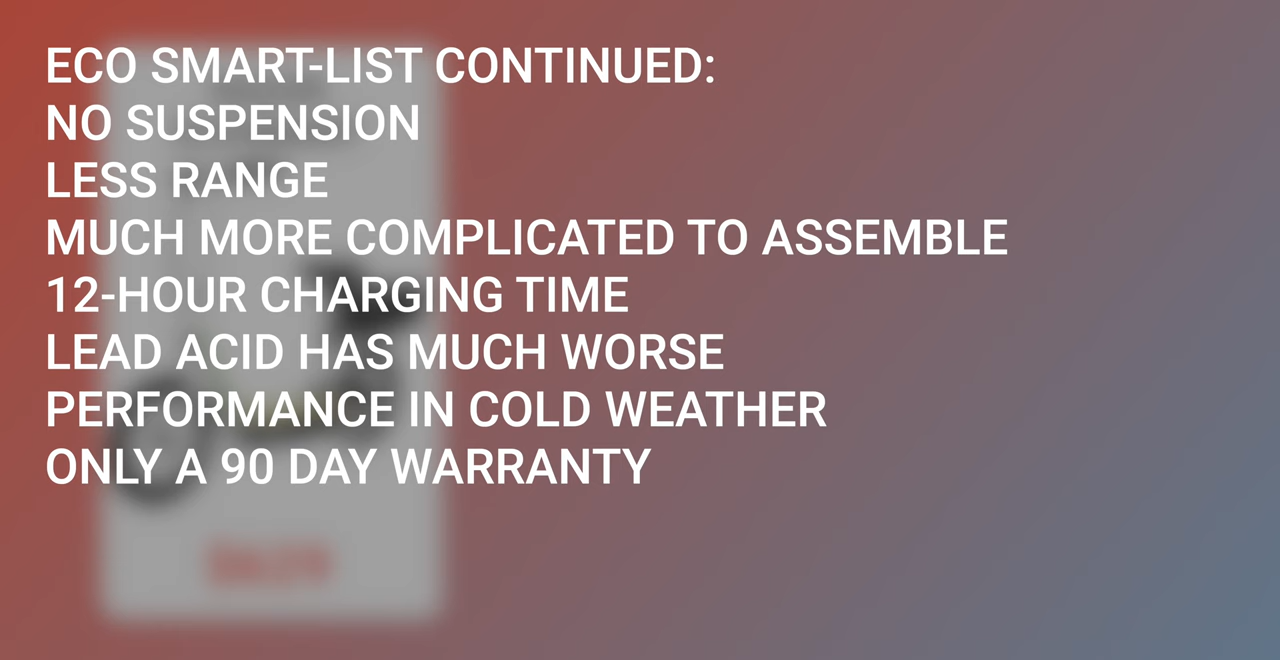 ECO SMART-LIST CONTINUED:
NO SUSPENSION
LESS RANGE
MUCH MORE COMPLICATED TO ASSEMBLE
12-HOUR CHARGING TIME
LEAD ACID HAS MUCH WORSE
PERFORMANCE IN COLD WEATHER
ONLY A 90 DAY WARRANTY